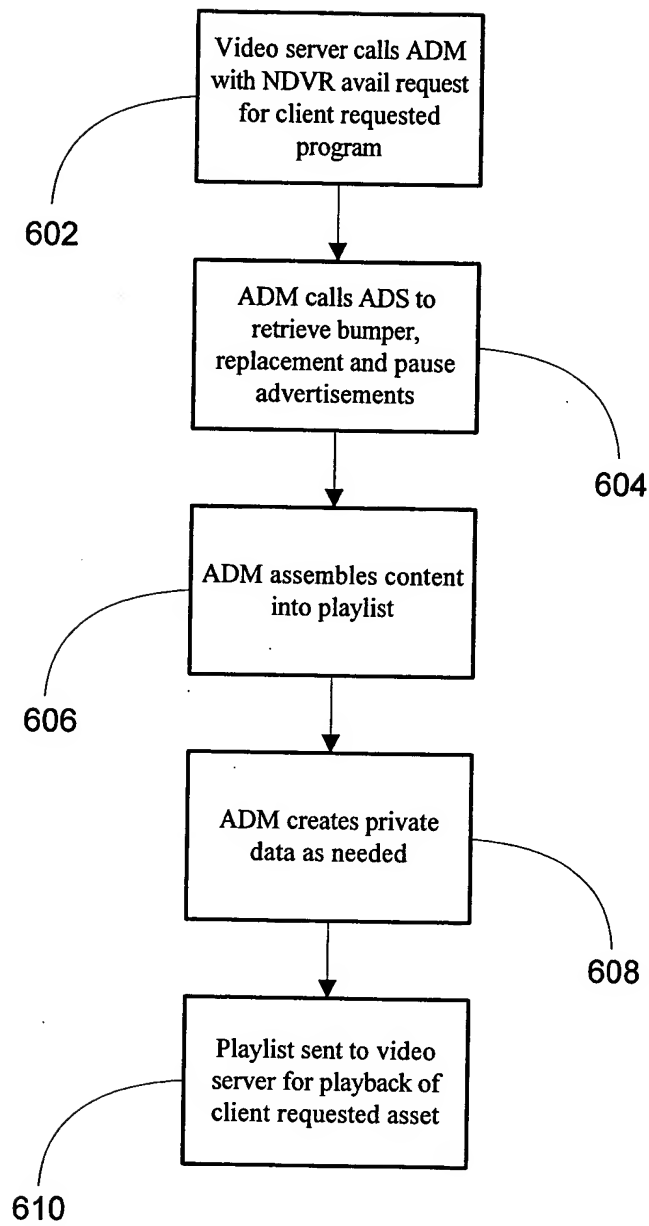 Video server calls ADM
with NDVR avail request
for client requested
program
602
ADM calls ADS to
retrieve bumper,
replacement and pause
advertisements
604
ADM assembles content
into playlist
606
ADM creates private
data as needed
608
Playlist sent to video
server for playback of
client requested asset
610